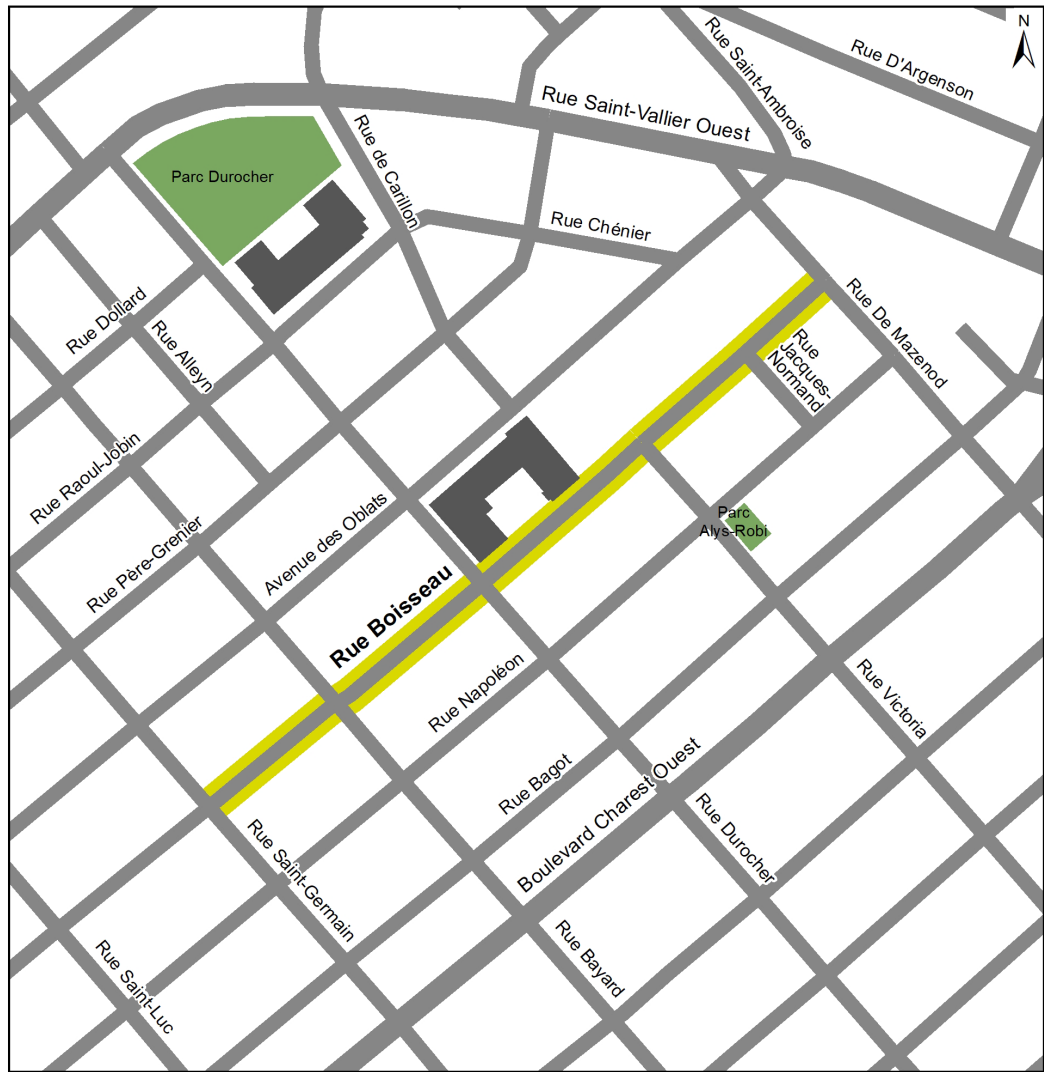 N
Rue D'Argenson
Rue Saint-Ambroise
Rue Saint-Vallier Ouest
Rue de Carillon
Parc Durocher
Rue Chénier
Rue De Mazenod
Rue Dollard
Rue Alleyn
Rue
Jacques-
Normand
Rue Raoul-Jobin
Avenue des Oblats
Parc
Alys-Robi
Rue Père-Grenier
Rue Boisseau
Rue Napoléon
Rue Victoria
Rue Bagot
Boulevard Charest Ouest
Rue Durocher
Rue Saint-Germain
Rue Bayard
Rue Saint-Luc